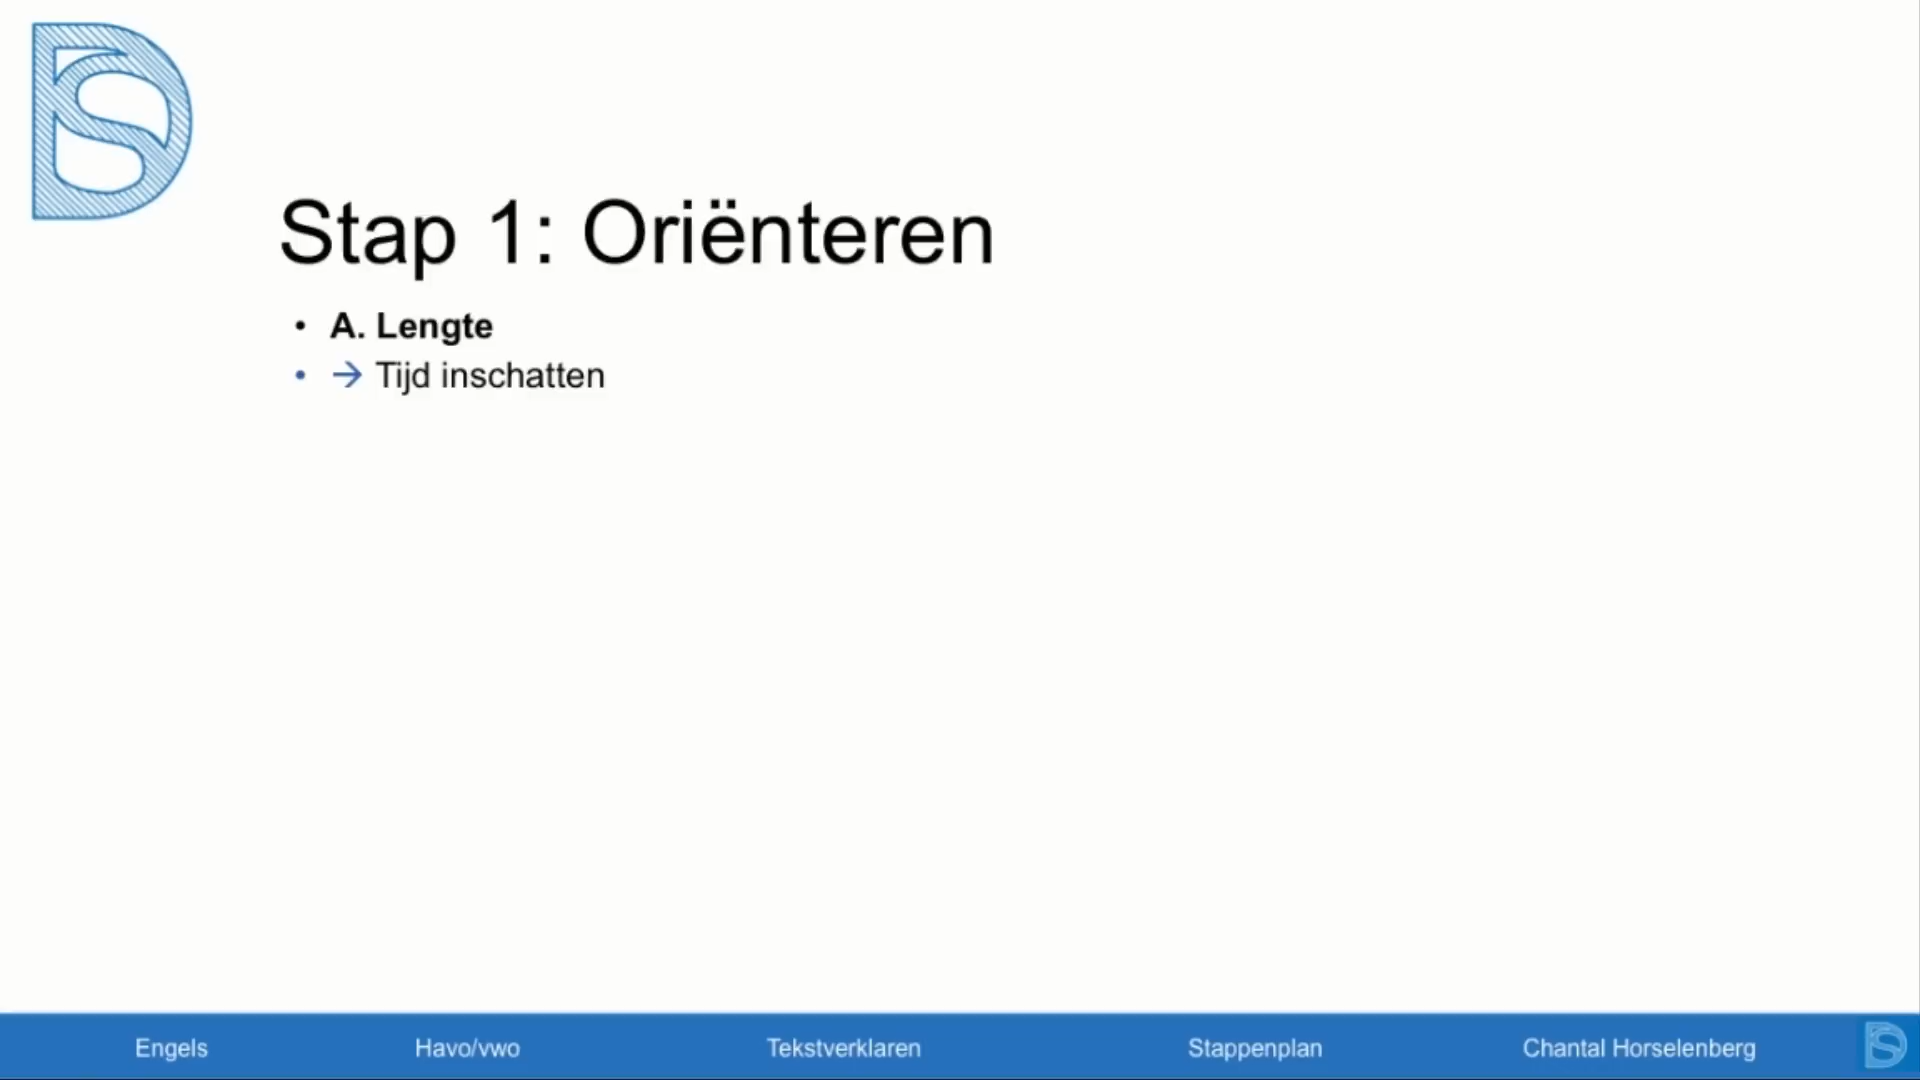 Stap 1: Oriënteren
• A. Lengte
• → Tijd inschatten
Engels Havo/vwo Tekstverklaren Stappenplan Chantal Horselenberg